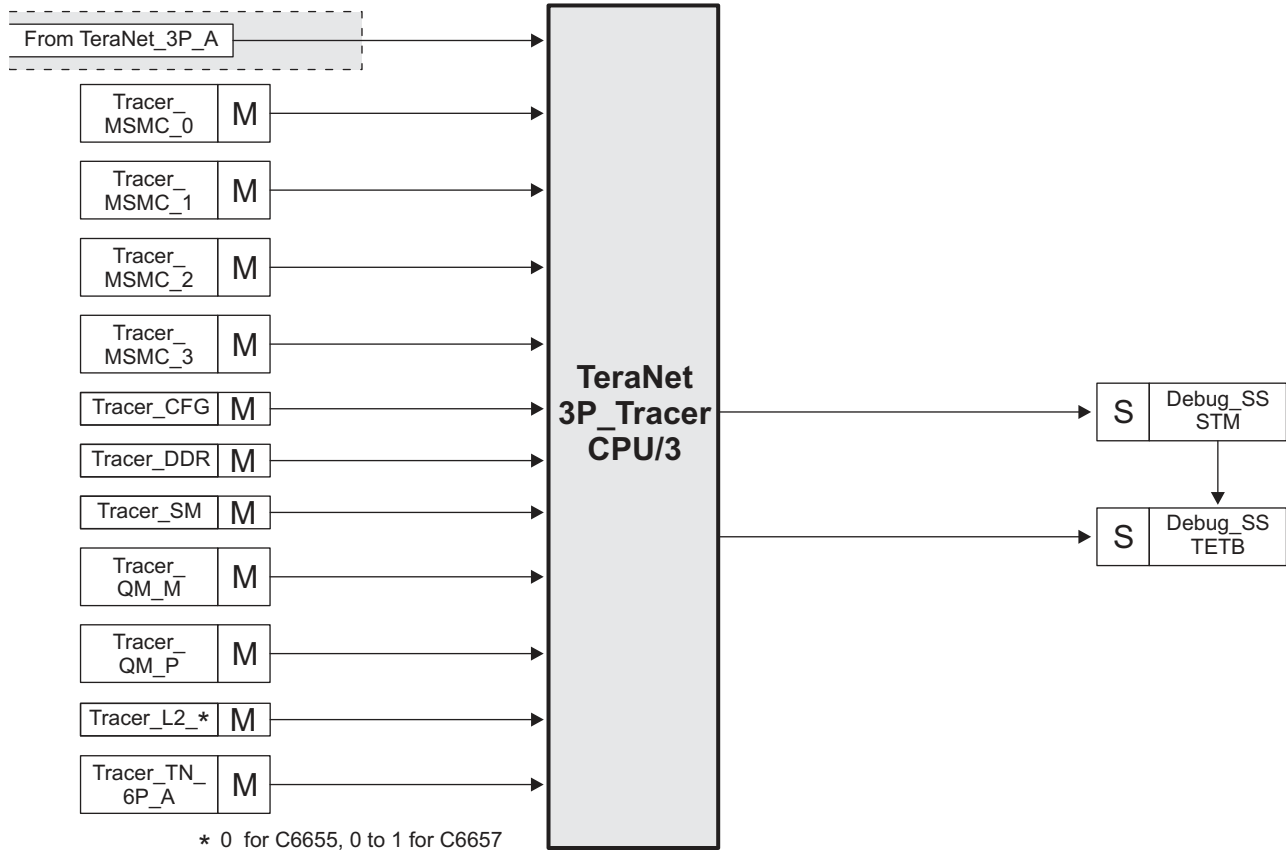 From TeraNet_3P_A
Tracer_
MSMC_0
M
Tracer_
MSMC_1
M
Tracer_
MSMC_2
M
Tracer_
MSMC_3
M
Tracer_CFG
M
Tracer_DDR
M
Tracer_SM
M
Tracer_
QM_M
M
Tracer_
QM_P
M
Tracer_L2_*
M
Tracer_TN_
6P_A
M
* 0 for C6655, 0 to 1 for C6657
TeraNet
3P_Tracer
CPU/3
S
Debug_SS
STM
S
Debug_SS
TETB